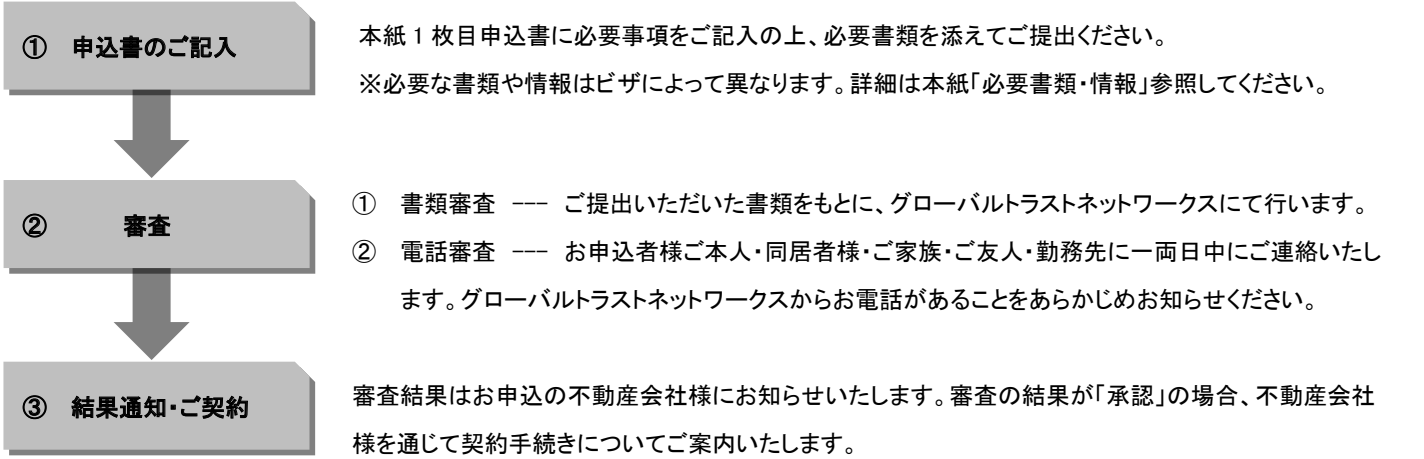 ① 申込書のご記入
本紙 1 枚目申込書に必要事項をご記入の上、必要書類を添えてご提出ください。
※必要な書類や情報はビザによって異なります。詳細は本紙「必要書類・情報」参照してください。
② 審査
① 書類審査 --- ご提出いただいた書類をもとに、グローバルトラストネットワークスにて行います。
② 電話審査 --- お申込者様ご本人・同居者様・ご家族・ご友人・勤務先に一両日中にご連絡いたし
ます。グローバルトラストネットワークスからお電話があることをあらかじめお知らせください。
③ 結果通知・ご契約
審査結果はお申込の不動産会社様にお知らせいたします。審査の結果が「承認」の場合、不動産会社
様を通じて契約手続きについてご案内いたします。